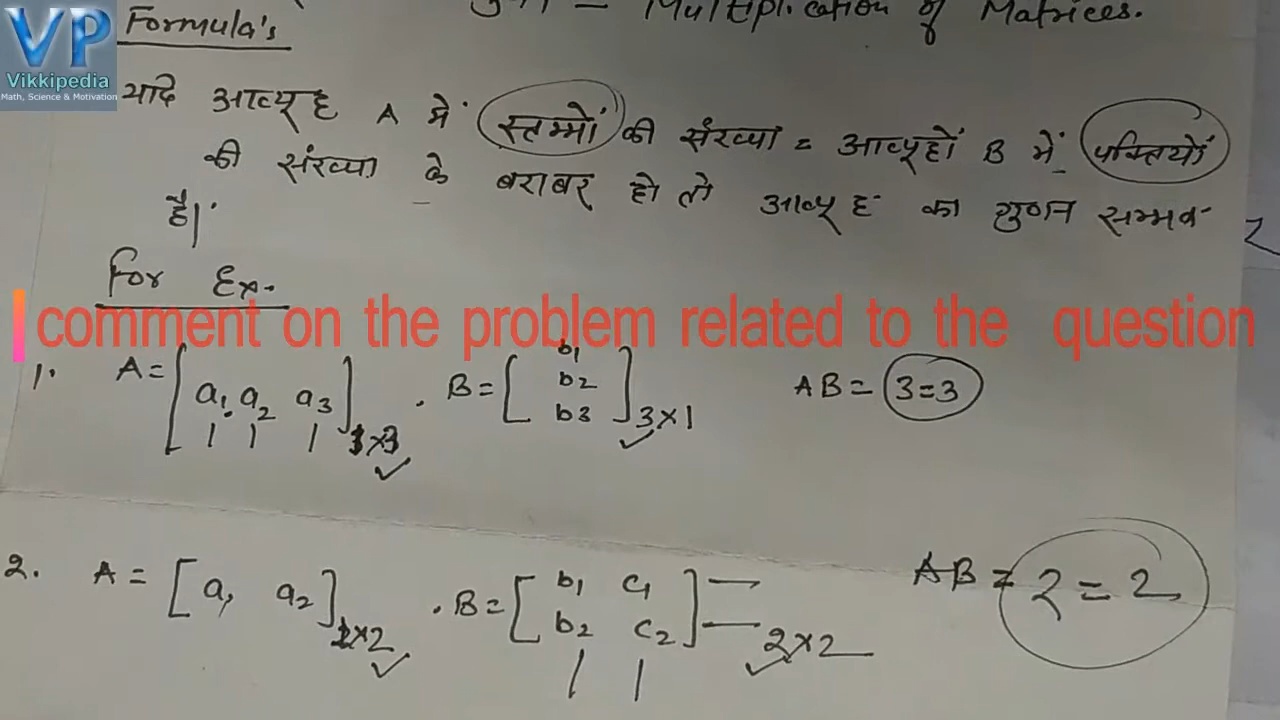 VP
Vikkipedia
Math, Science & Motivation
Multiplication of Matrices.
Formula's
यदि आव्यूह A में स्तम्भों की संख्या = आव्यूहों B में पंक्तियों
की संख्या के बराबर हो तो आव्यूह का गुणन सम्भव
है।
For Ex.
comment on the problem related to the question
1. A = [a1 a2 a3]1×3 . B = [b1 b2 b3]3×1 AB = 3=3
2. A = [a1 a2]1×2 . B = [b1 c1 b2 c2]2×2 AB = 2=2